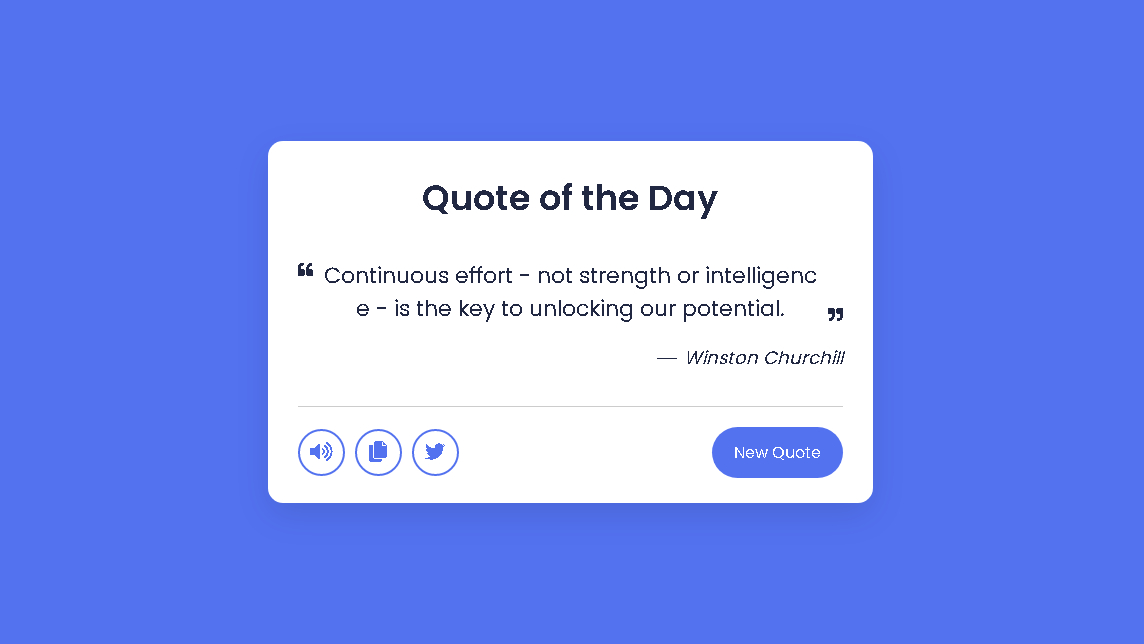 Quote of the Day
❝ Continuous effort - not strength or intelligenc
e - is the key to unlocking our potential. ❞
— Winston Churchill
New Quote